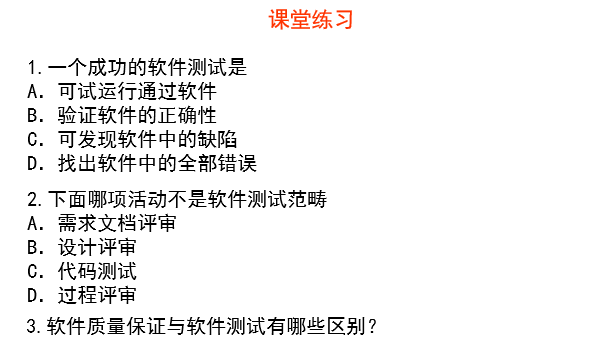 课堂练习
1.一个成功的软件测试是
A. 可试运行通过软件
B. 验证软件的正确性
C. 可发现软件中的缺陷
D. 找出软件中的全部错误
2.下面哪项活动不是软件测试范畴
A. 需求文档评审
B. 设计评审
C. 代码测试
D. 过程评审
3.软件质量保证与软件测试有哪些区别?